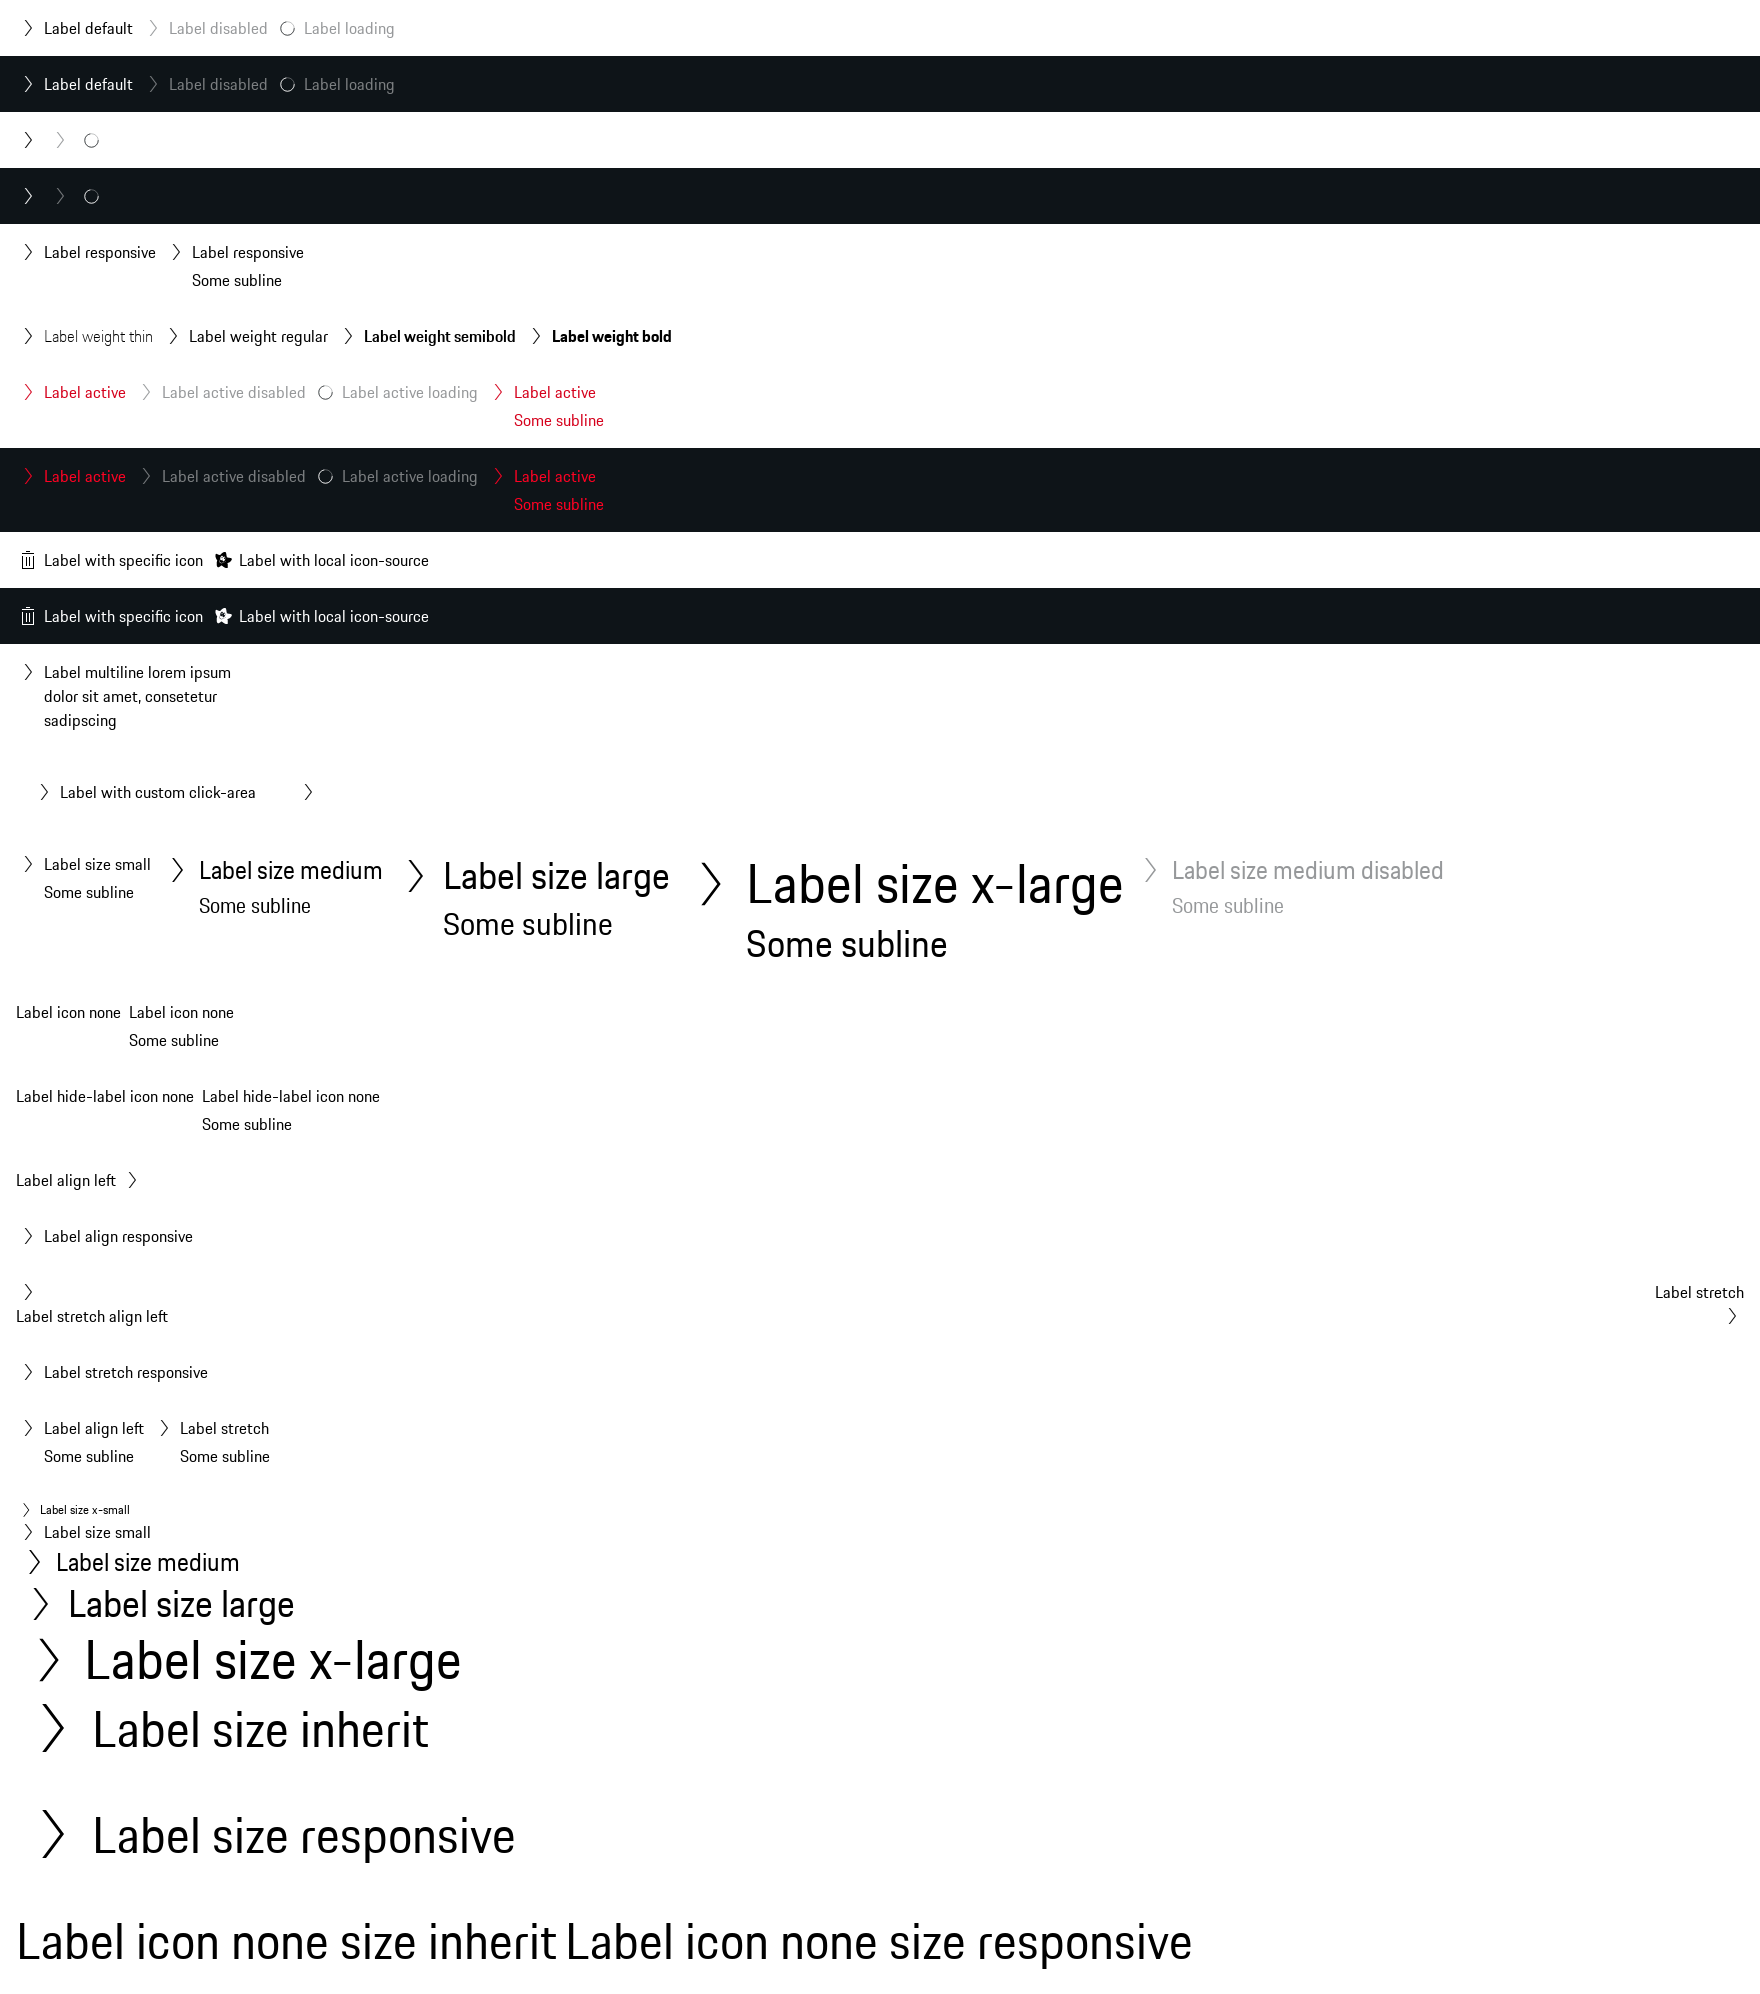 Label default Label disabled Label loading
Label default Label disabled Label loading
Label responsive Label responsive
Some subline
Label weight thin Label weight regular Label weight semibold Label weight bold
Label active Label active disabled Label active loading Label active
Some subline
Label active Label active disabled Label active loading Label active
Some subline
Label with specific icon Label with local icon-source
Label with specific icon Label with local icon-source
Label multiline lorem ipsum
dolor sit amet, consetetur
sadipscing
Label with custom click-area
Label size small Label size medium Label size large Label size x-large Label size medium disabled
Some subline Some subline Some subline Some subline Some subline
Label icon none Label icon none
Some subline
Label hide-label icon none Label hide-label icon none
Some subline
Label align left
Label align responsive
Label stretch
Label stretch align left
Label stretch responsive
Label align left Label stretch
Some subline Some subline
Label size x-small
Label size small
Label size medium
Label size large
Label size x-large
Label size inherit
Label size responsive
Label icon none size inherit Label icon none size responsive